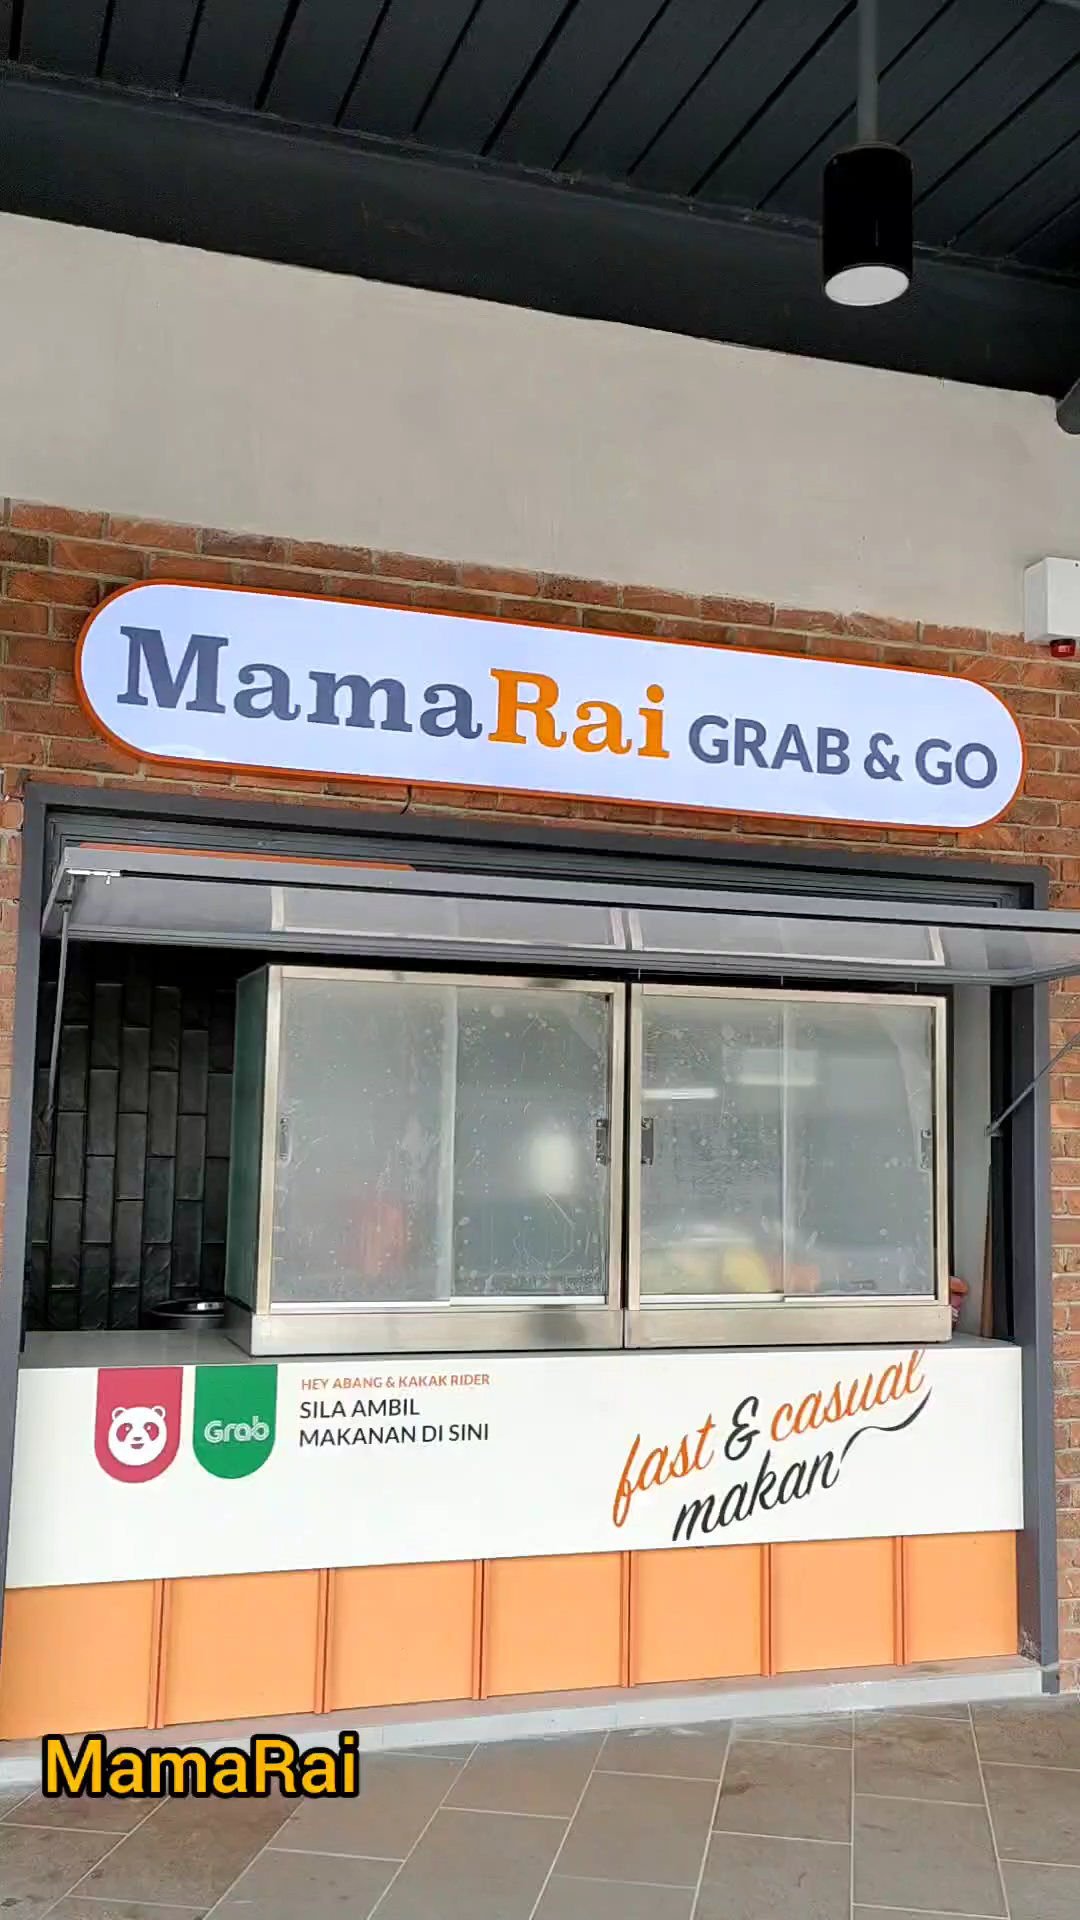 MamaRai GRAB & GO
Grab
HEY ABANG & KAKAK RIDER
SILA AMBIL
MAKANAN DI SINI
fast & casual
makan
MamaRai